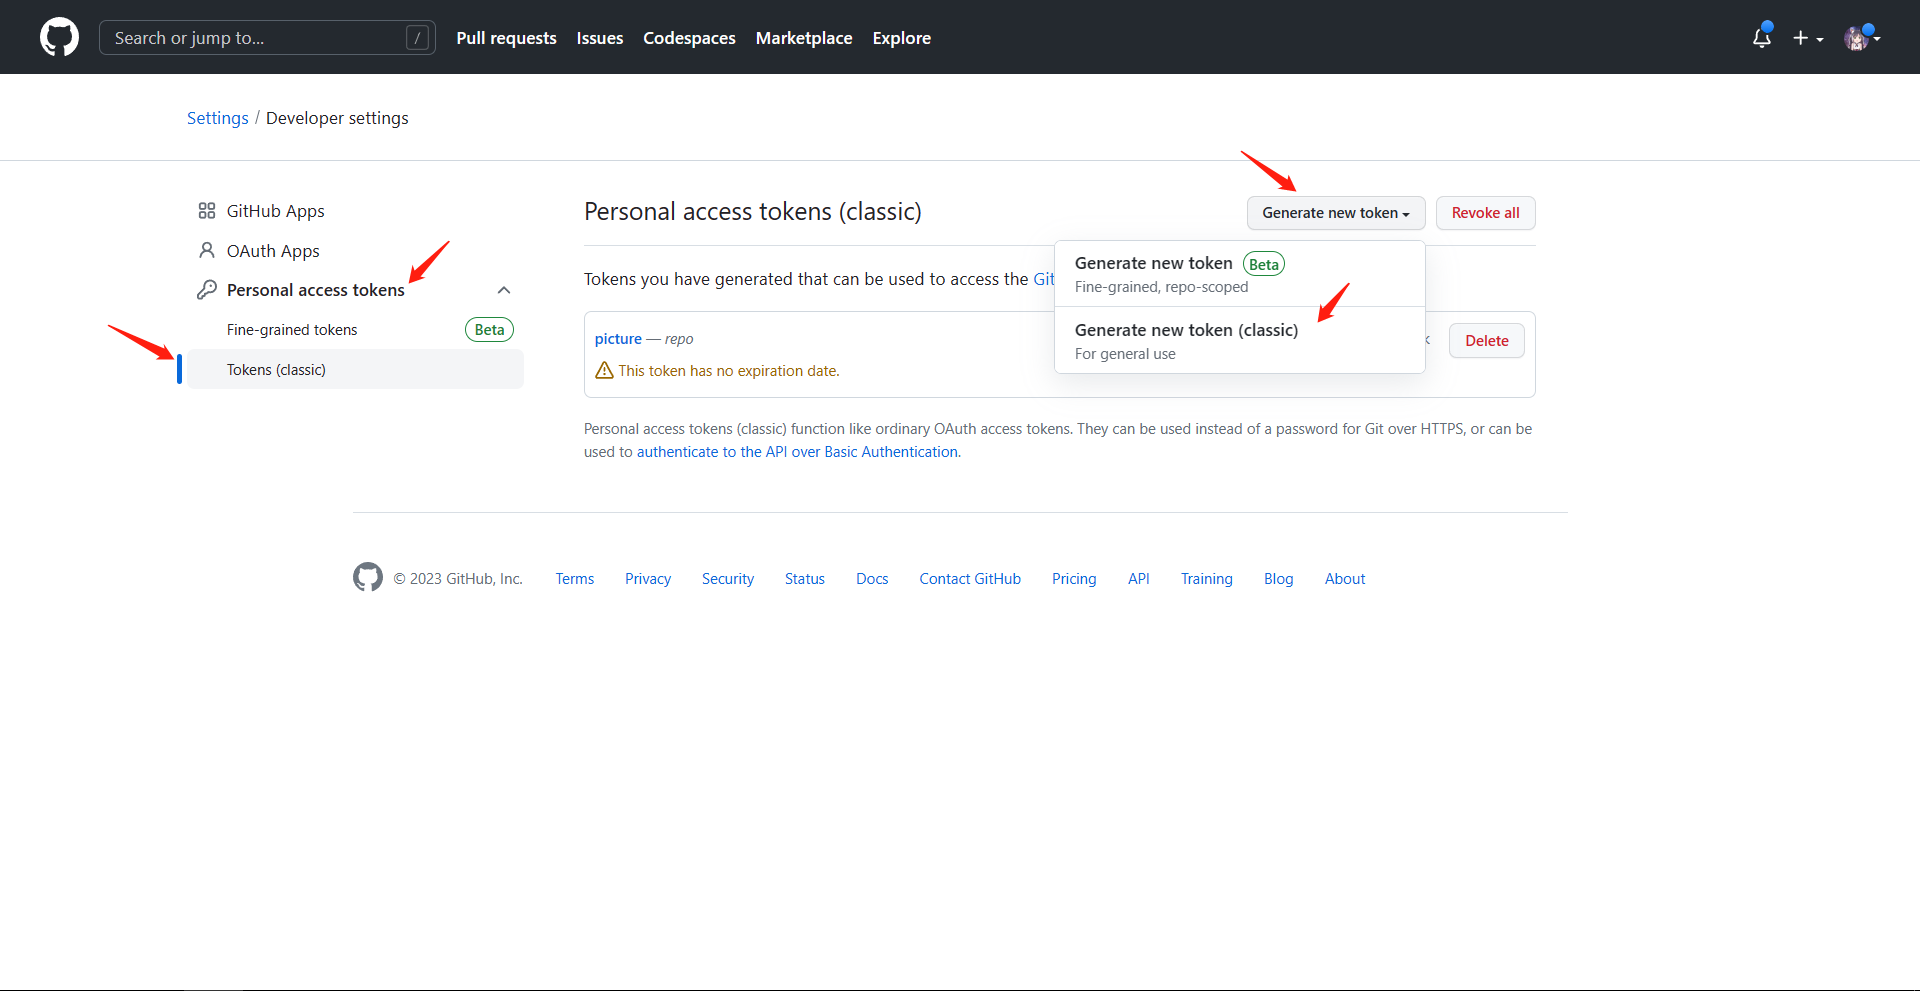 Search or jump to... /
Pull requests Issues Codespaces Marketplace Explore
Settings / Developer settings
GitHub Apps
OAuth Apps
Personal access tokens
Fine-grained tokens Beta
Tokens (classic)
Personal access tokens (classic)
Generate new token
Revoke all
Tokens you have generated that can be used to access the Git
Generate new token Beta
Fine-grained, repo-scoped
Generate new token (classic)
For general use
picture — repo
Delete
This token has no expiration date.
Personal access tokens (classic) function like ordinary OAuth access tokens. They can be used instead of a password for Git over HTTPS, or can be
used to authenticate to the API over Basic Authentication.
© 2023 GitHub, Inc. Terms Privacy Security Status Docs Contact GitHub Pricing API Training Blog About